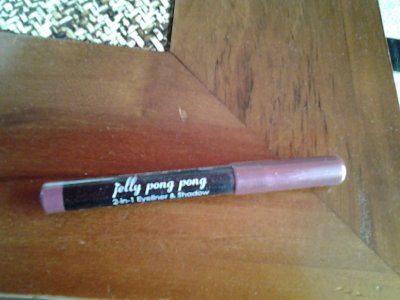 jelly pong pong
2-in-1 Eyeliner & Shadow